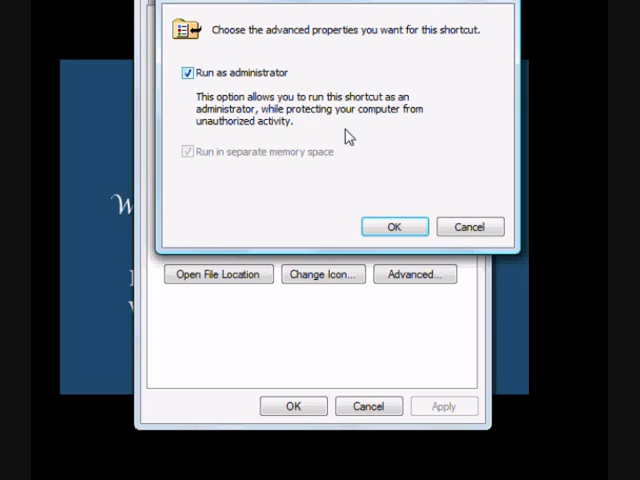 Choose the advanced properties you want for this shortcut.
Run as administrator
This option allows you to run this shortcut as an
administrator, while protecting your computer from
unauthorized activity.
Run in separate memory space
OK Cancel
Open File Location Change Icon... Advanced...
OK Cancel Apply